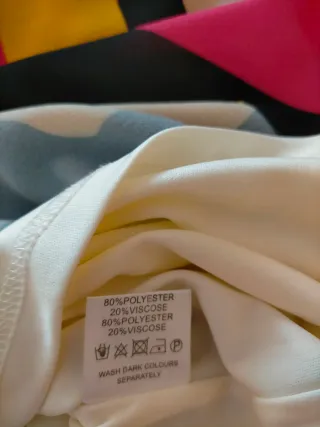 80%POLYESTER
20%VISCOSE
80%POLYESTER
20%VISCOSE
P
WASH DARK COLOURS
SEPARATELY